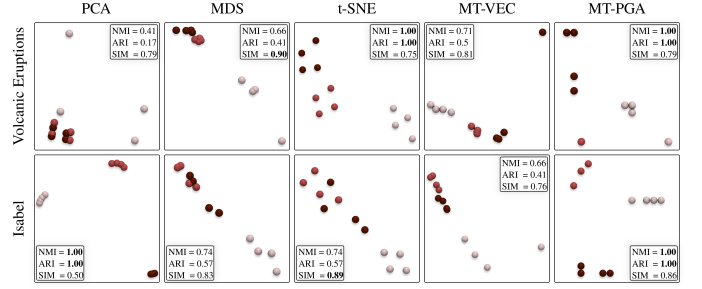 PCA MDS t-SNE MT-VEC MT-PGA
Volcanic Eruptions
NMI = 0.41
ARI = 0.17
SIM = 0.79
NMI = 0.66
ARI = 0.41
SIM = 0.90
NMI = 1.00
ARI = 1.00
SIM = 0.75
NMI = 0.71
ARI = 0.5
SIM = 0.81
NMI = 1.00
ARI = 1.00
SIM = 0.79
Isabel
NMI = 1.00
ARI = 1.00
SIM = 0.50
NMI = 0.74
ARI = 0.57
SIM = 0.83
NMI = 0.74
ARI = 0.57
SIM = 0.89
NMI = 0.66
ARI = 0.41
SIM = 0.76
NMI = 1.00
ARI = 1.00
SIM = 0.86